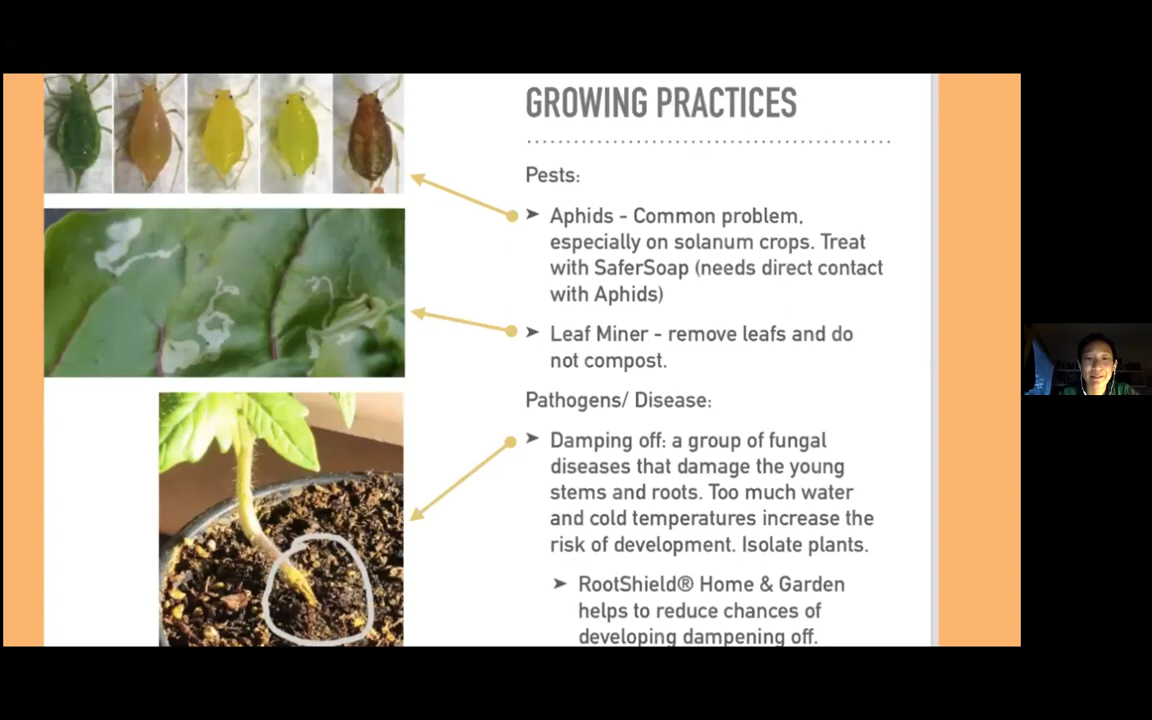 GROWING PRACTICES
Pests:
➤ Aphids - Common problem,
especially on solanum crops. Treat
with SaferSoap (needs direct contact
with Aphids)
➤ Leaf Miner - remove leafs and do
not compost.
Pathogens/ Disease:
➤ Damping off: a group of fungal
diseases that damage the young
stems and roots. Too much water
and cold temperatures increase the
risk of development. Isolate plants.
➤ RootShield® Home & Garden
helps to reduce chances of
developing dampening off.